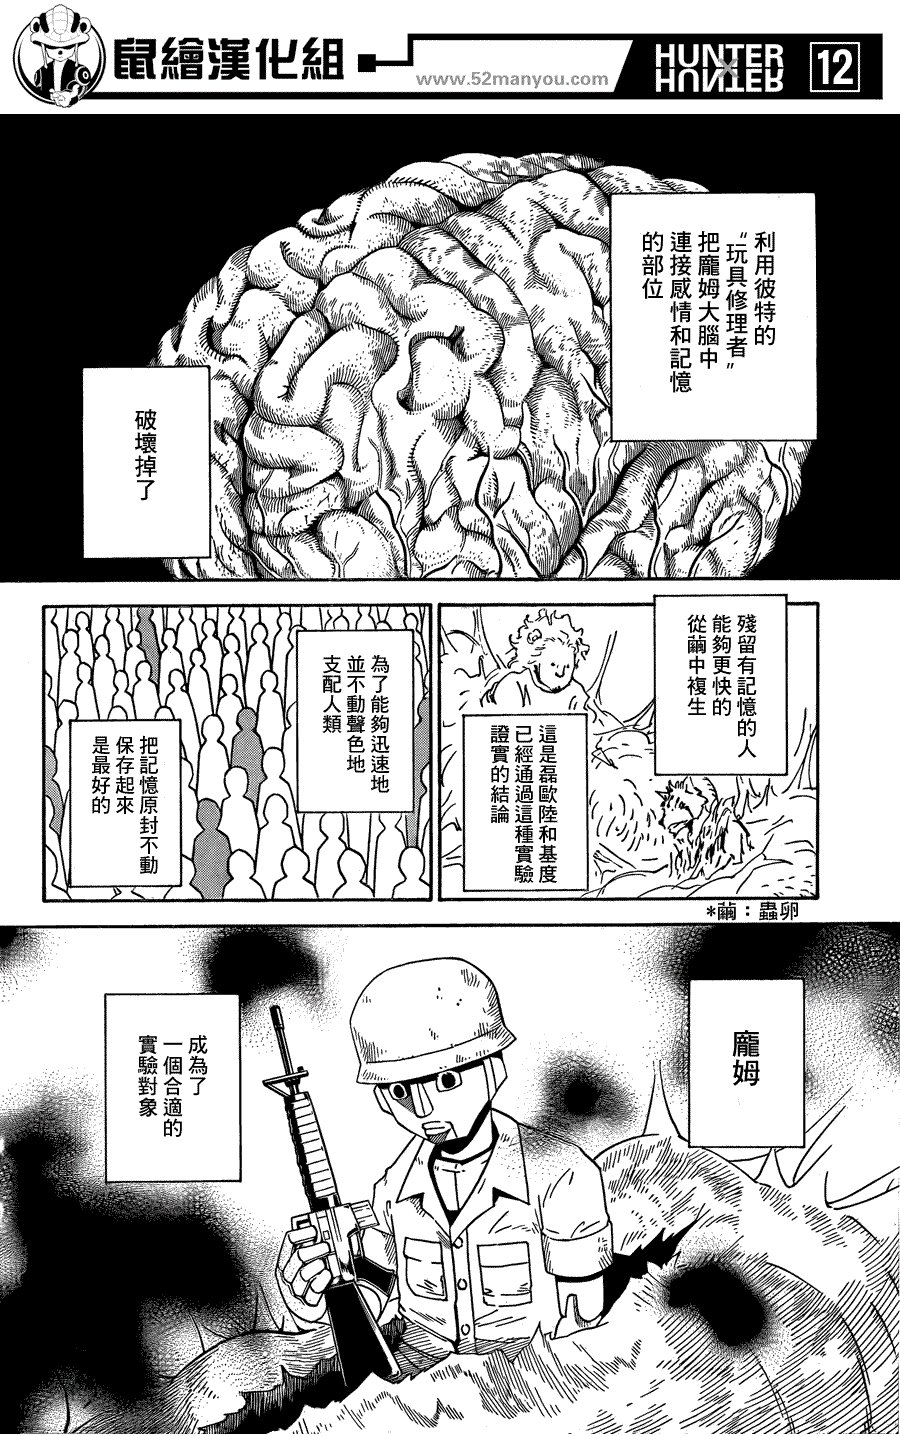 鼠繪漢化組
www.52manyou.com
HUNTER
HUNTER
12
利用彼特的
“玩具修理者”
把龐姆大腦中
連接感情和記憶
的部位
破壞掉了
殘留有記憶的人
能夠更快的
從繭中複生
這是磊歐陸和基度
已經通過這種實驗
證實的結論
*繭：蟲卵
為了能夠迅速地
並不動聲色地
支配人類
把記憶原封不動
保存起來
是最好的
龐姆
成為了
一個合適的
實驗對象